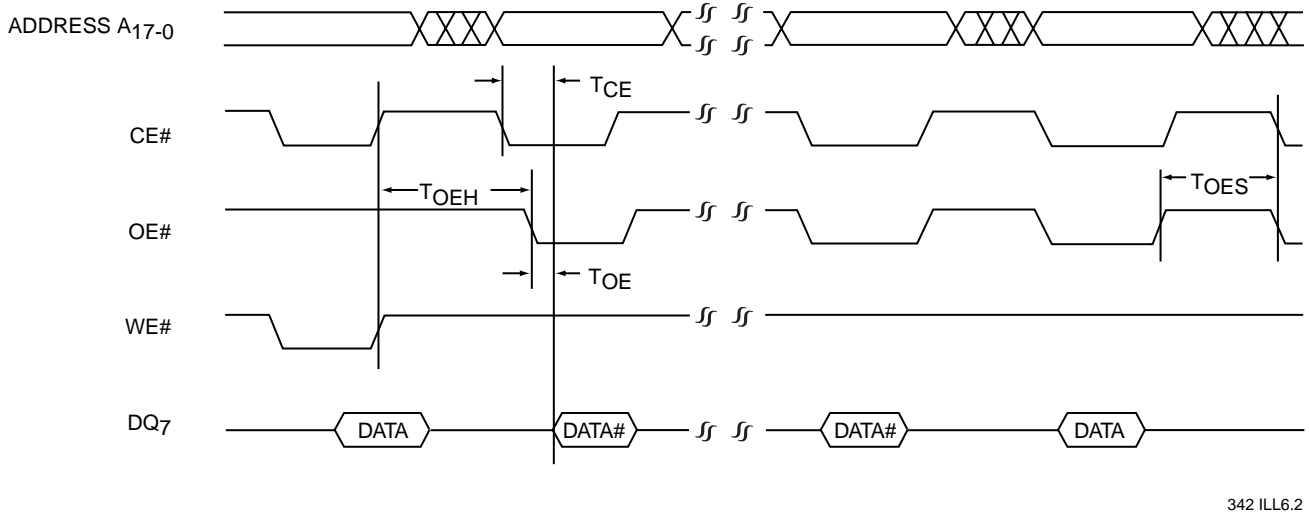 ADDRESS A17-0
TCE
CE#
TOEH
TOES
OE#
TOE
WE#
DQ7
DATA
DATA#
DATA#
DATA
342 ILL6.2